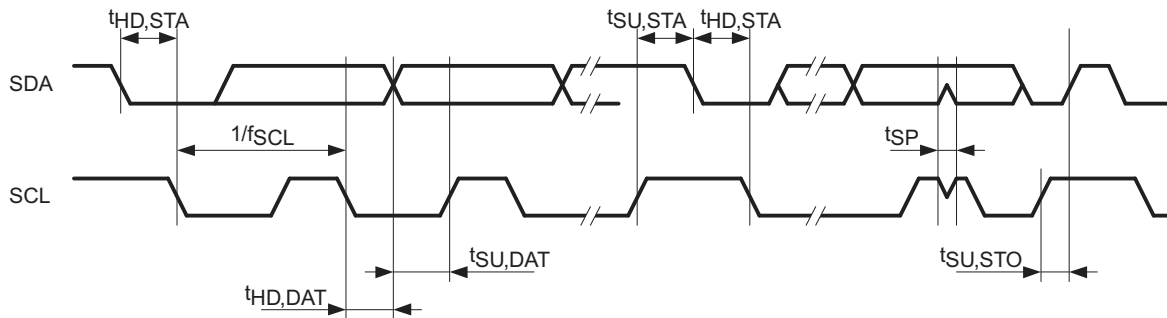 tHD,STA
tSU,STA
tHD,STA
SDA
1/fSCL
tSP
SCL
tSU,DAT
tSU,STO
tHD,DAT